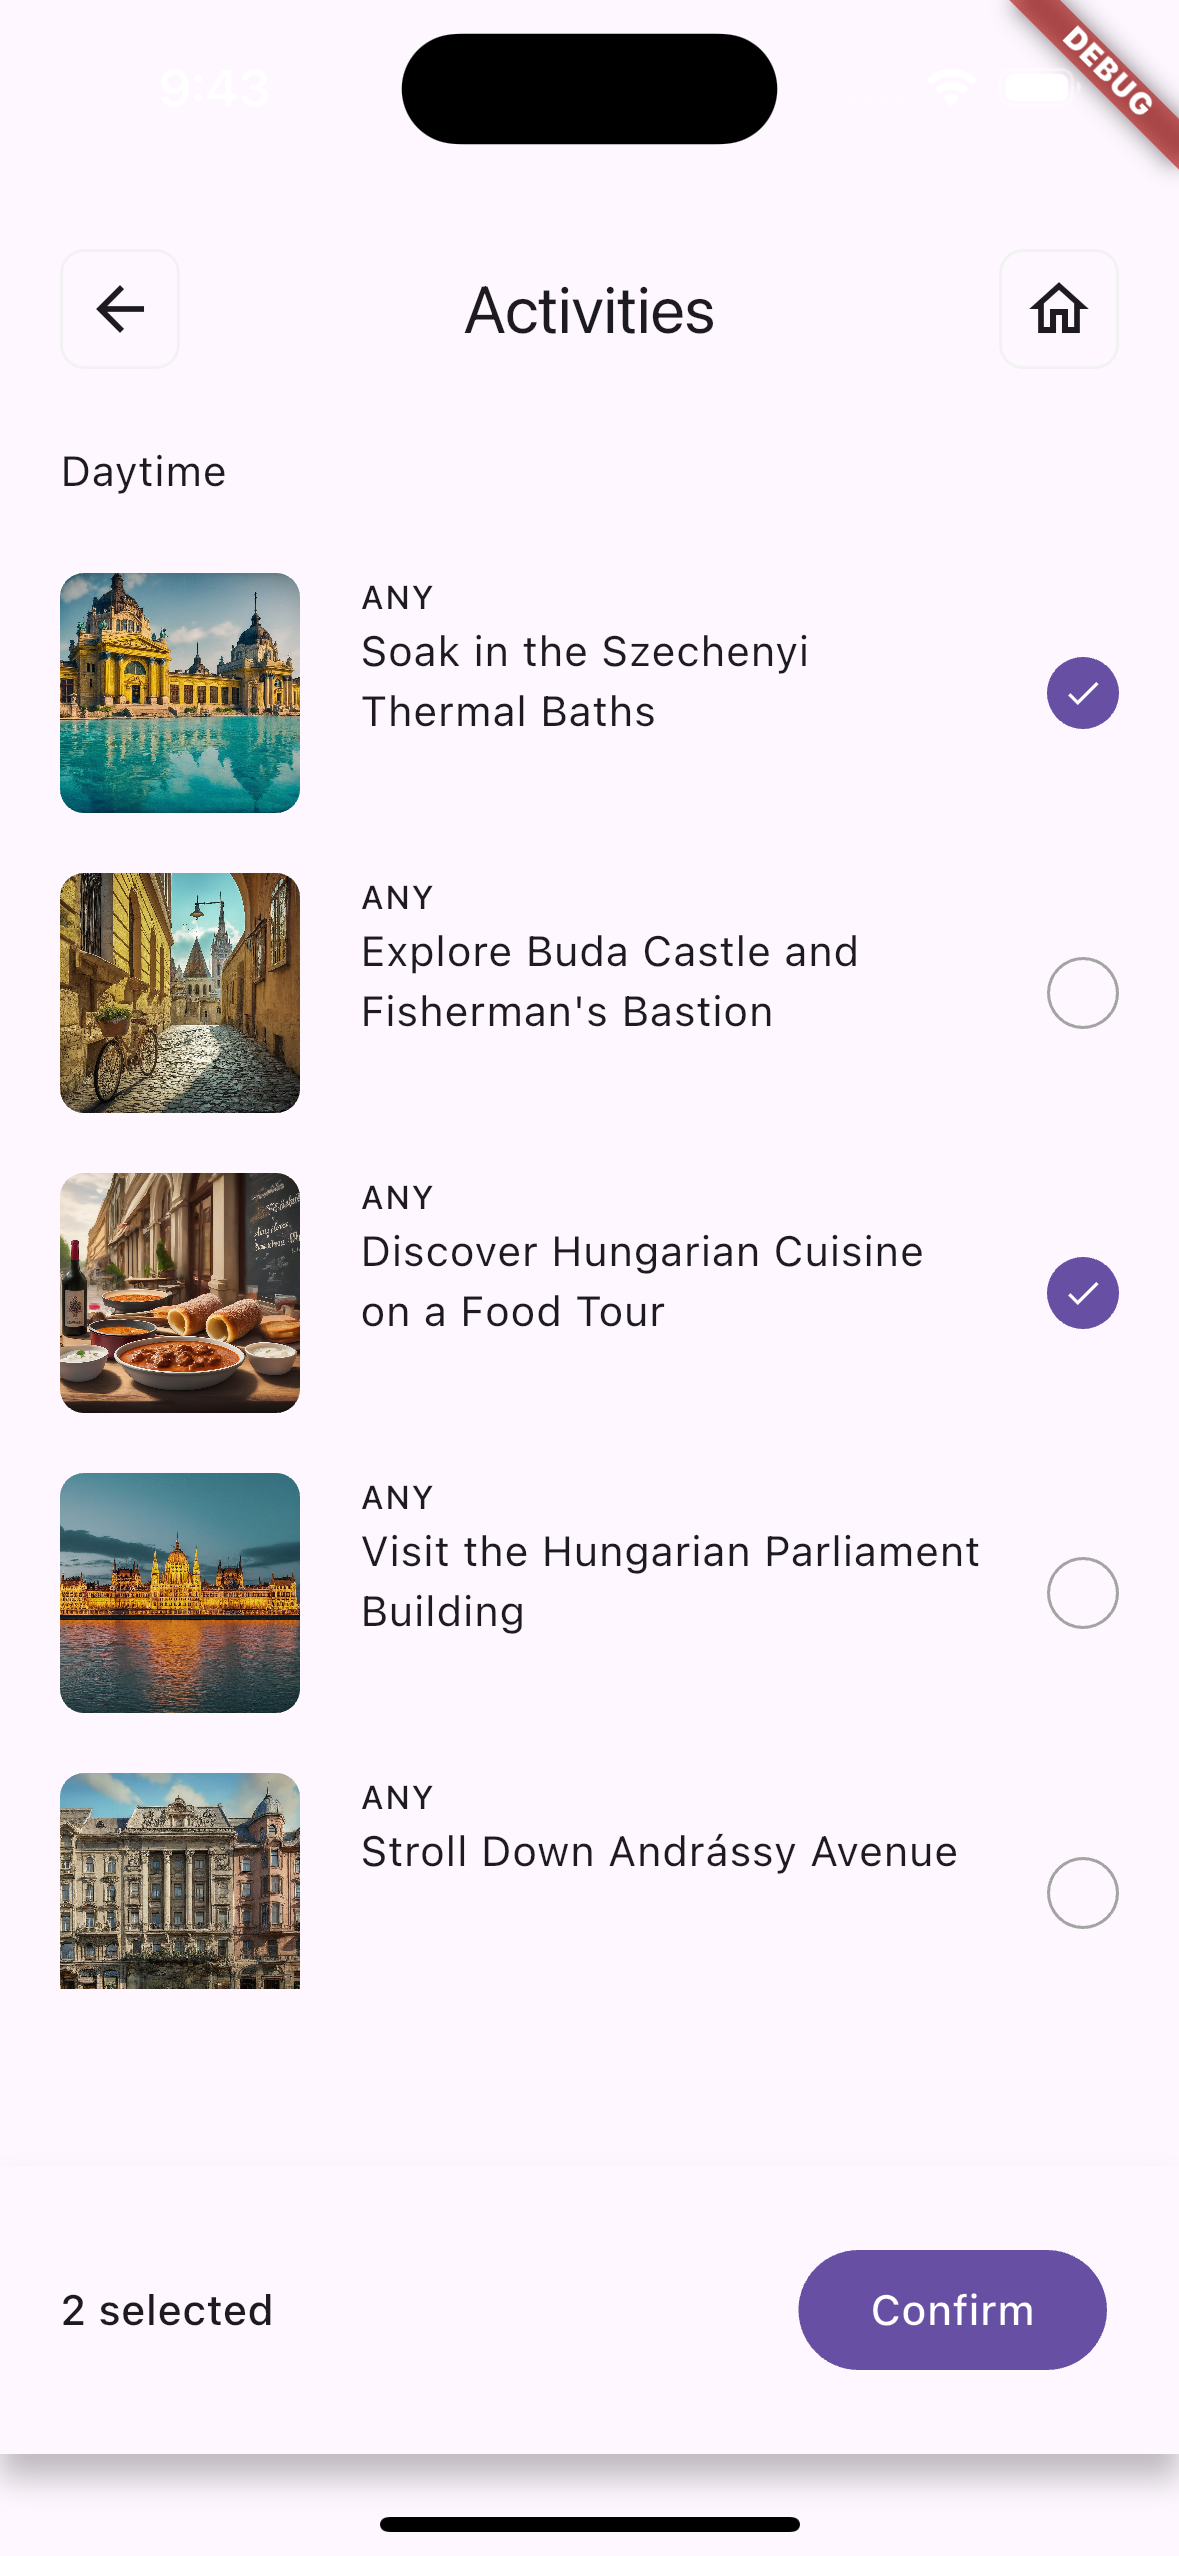 9:43
DEBUG
Activities
Daytime
ANY
Soak in the Szechenyi
Thermal Baths
ANY
Explore Buda Castle and
Fisherman's Bastion
ANY
Discover Hungarian Cuisine
on a Food Tour
ANY
Visit the Hungarian Parliament
Building
ANY
Stroll Down Andrássy Avenue
2 selected
Confirm